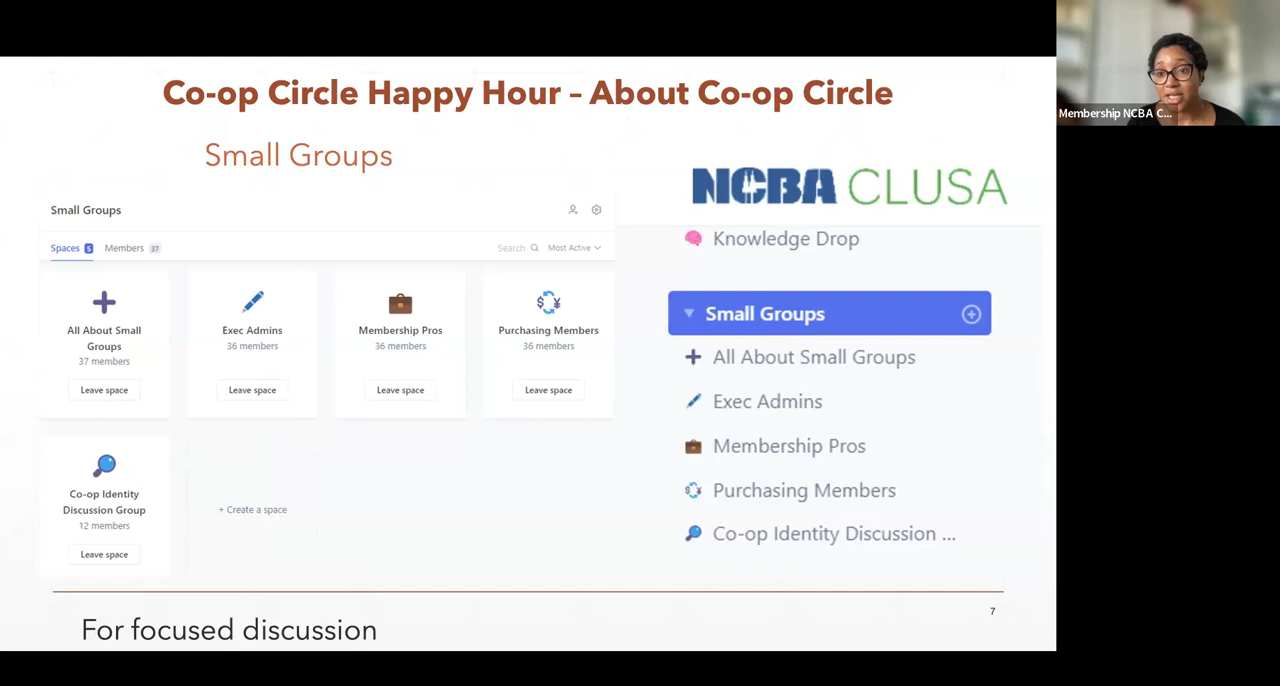 Co-op Circle Happy Hour – About Co-op Circle
Small Groups
Small Groups
Spaces 5 Members 37
Search Most Active
All About Small
Groups
37 members
Leave space
Exec Admins
36 members
Leave space
Membership Pros
36 members
Leave space
Purchasing Members
36 members
Leave space
Co-op Identity
Discussion Group
12 members
Leave space
+ Create a space
NCBA CLUSA
Knowledge Drop
Small Groups
All About Small Groups
Exec Admins
Membership Pros
Purchasing Members
Co-op Identity Discussion ...
7
For focused discussion
Membership NCBA C...